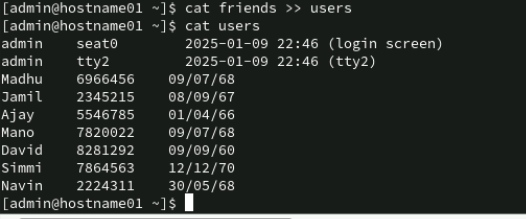 [admin@hostname01 ~]$ cat friends >> users
[admin@hostname01 ~]$ cat users
admin    seat0        2025-01-09 22:46 (login screen)
admin    tty2         2025-01-09 22:46 (tty2)
Madhu    6966456    09/07/68
Jamil    2345215    08/09/67
Ajay     5546785    01/04/66
Mano     7820022    09/07/68
David    8281292    09/09/60
Simmi    7864563    12/12/70
Navin    2224311    30/05/68
[admin@hostname01 ~]$